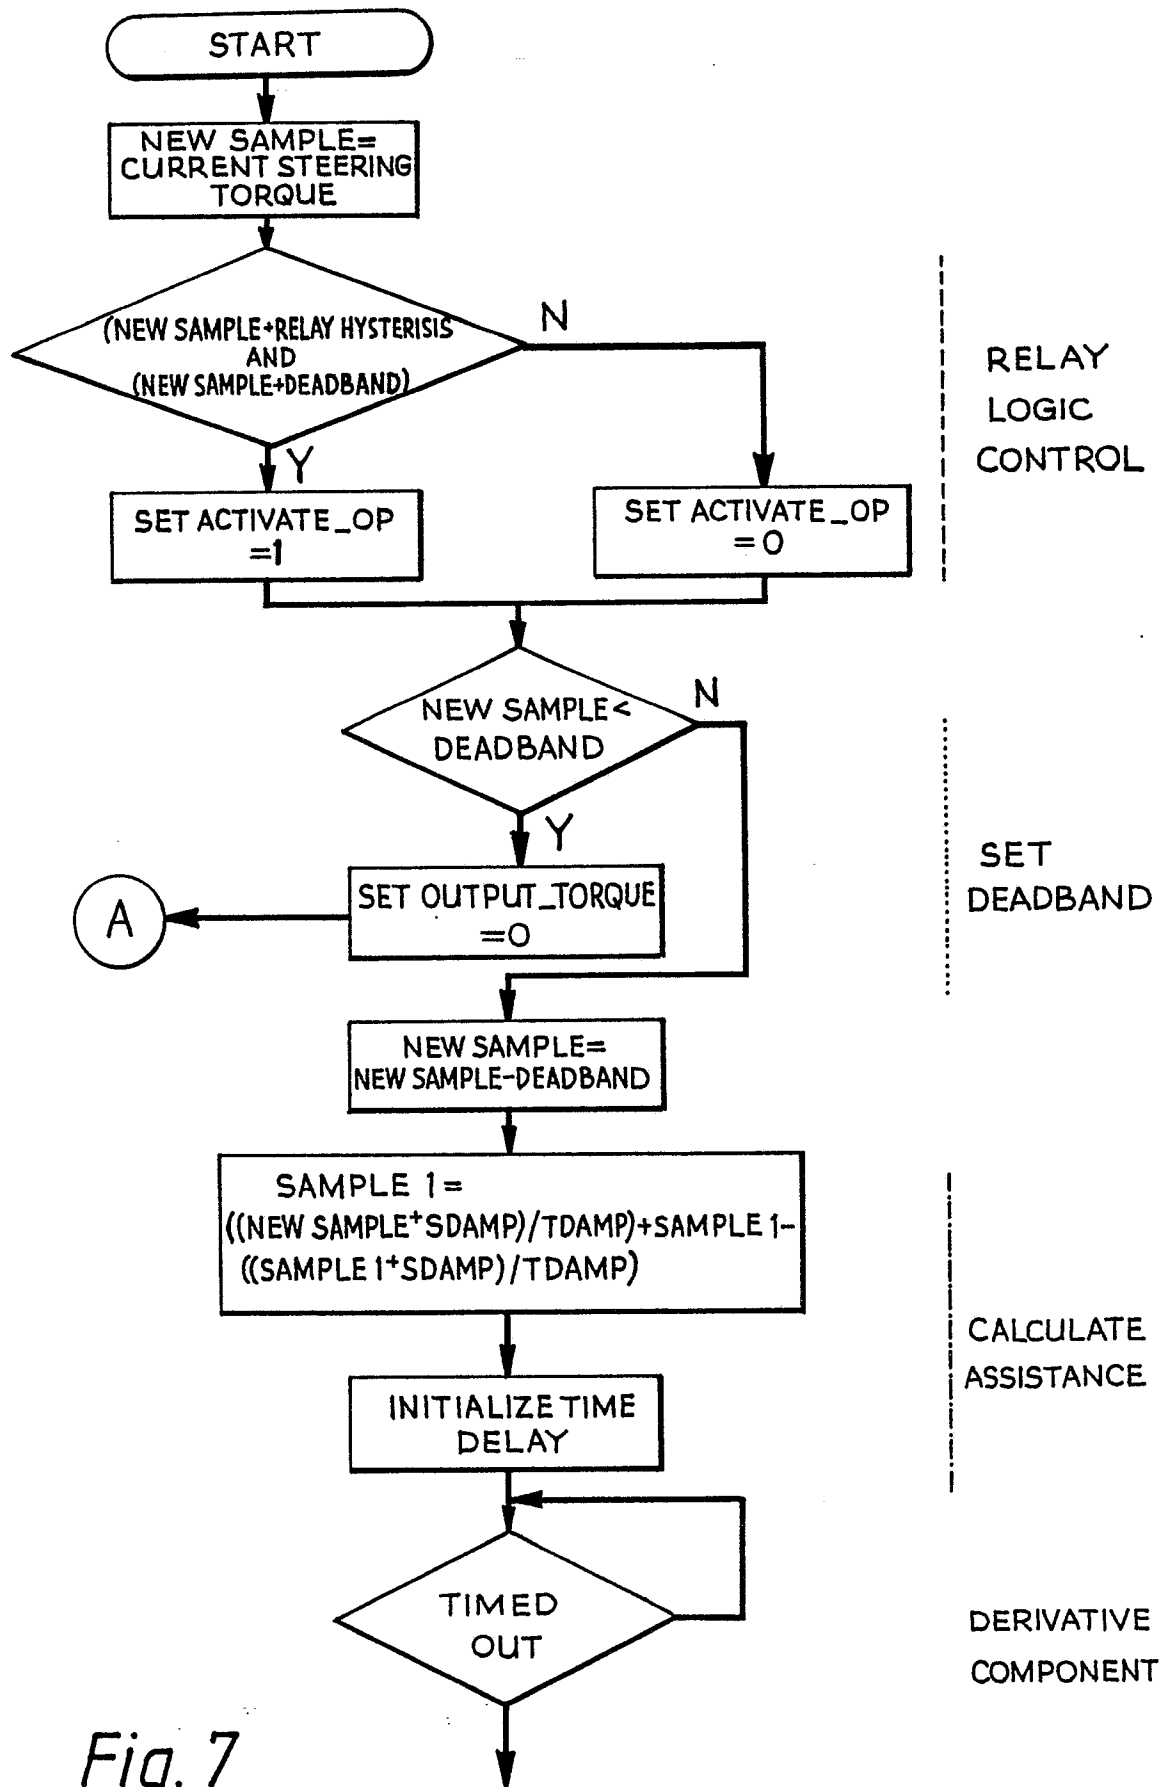 START
NEW SAMPLE=
CURRENT STEERING
TORQUE
(NEW SAMPLE+RELAY HYSTERISIS
AND
(NEW SAMPLE+DEADBAND)
N
Y
RELAY
LOGIC
CONTROL
SET ACTIVATE_OP
=1
SET ACTIVATE_OP
=0
NEW SAMPLE<
DEADBAND
N
Y
SET OUTPUT_TORQUE
=0
A
SET
DEADBAND
NEW SAMPLE=
NEW SAMPLE-DEADBAND
SAMPLE 1=
((NEW SAMPLE+SDAMP)/TDAMP)+SAMPLE 1-
((SAMPLE 1+SDAMP)/TDAMP)
CALCULATE
ASSISTANCE
INITIALIZE TIME
DELAY
TIMED
OUT
DERIVATIVE
COMPONENT
Fig. 7